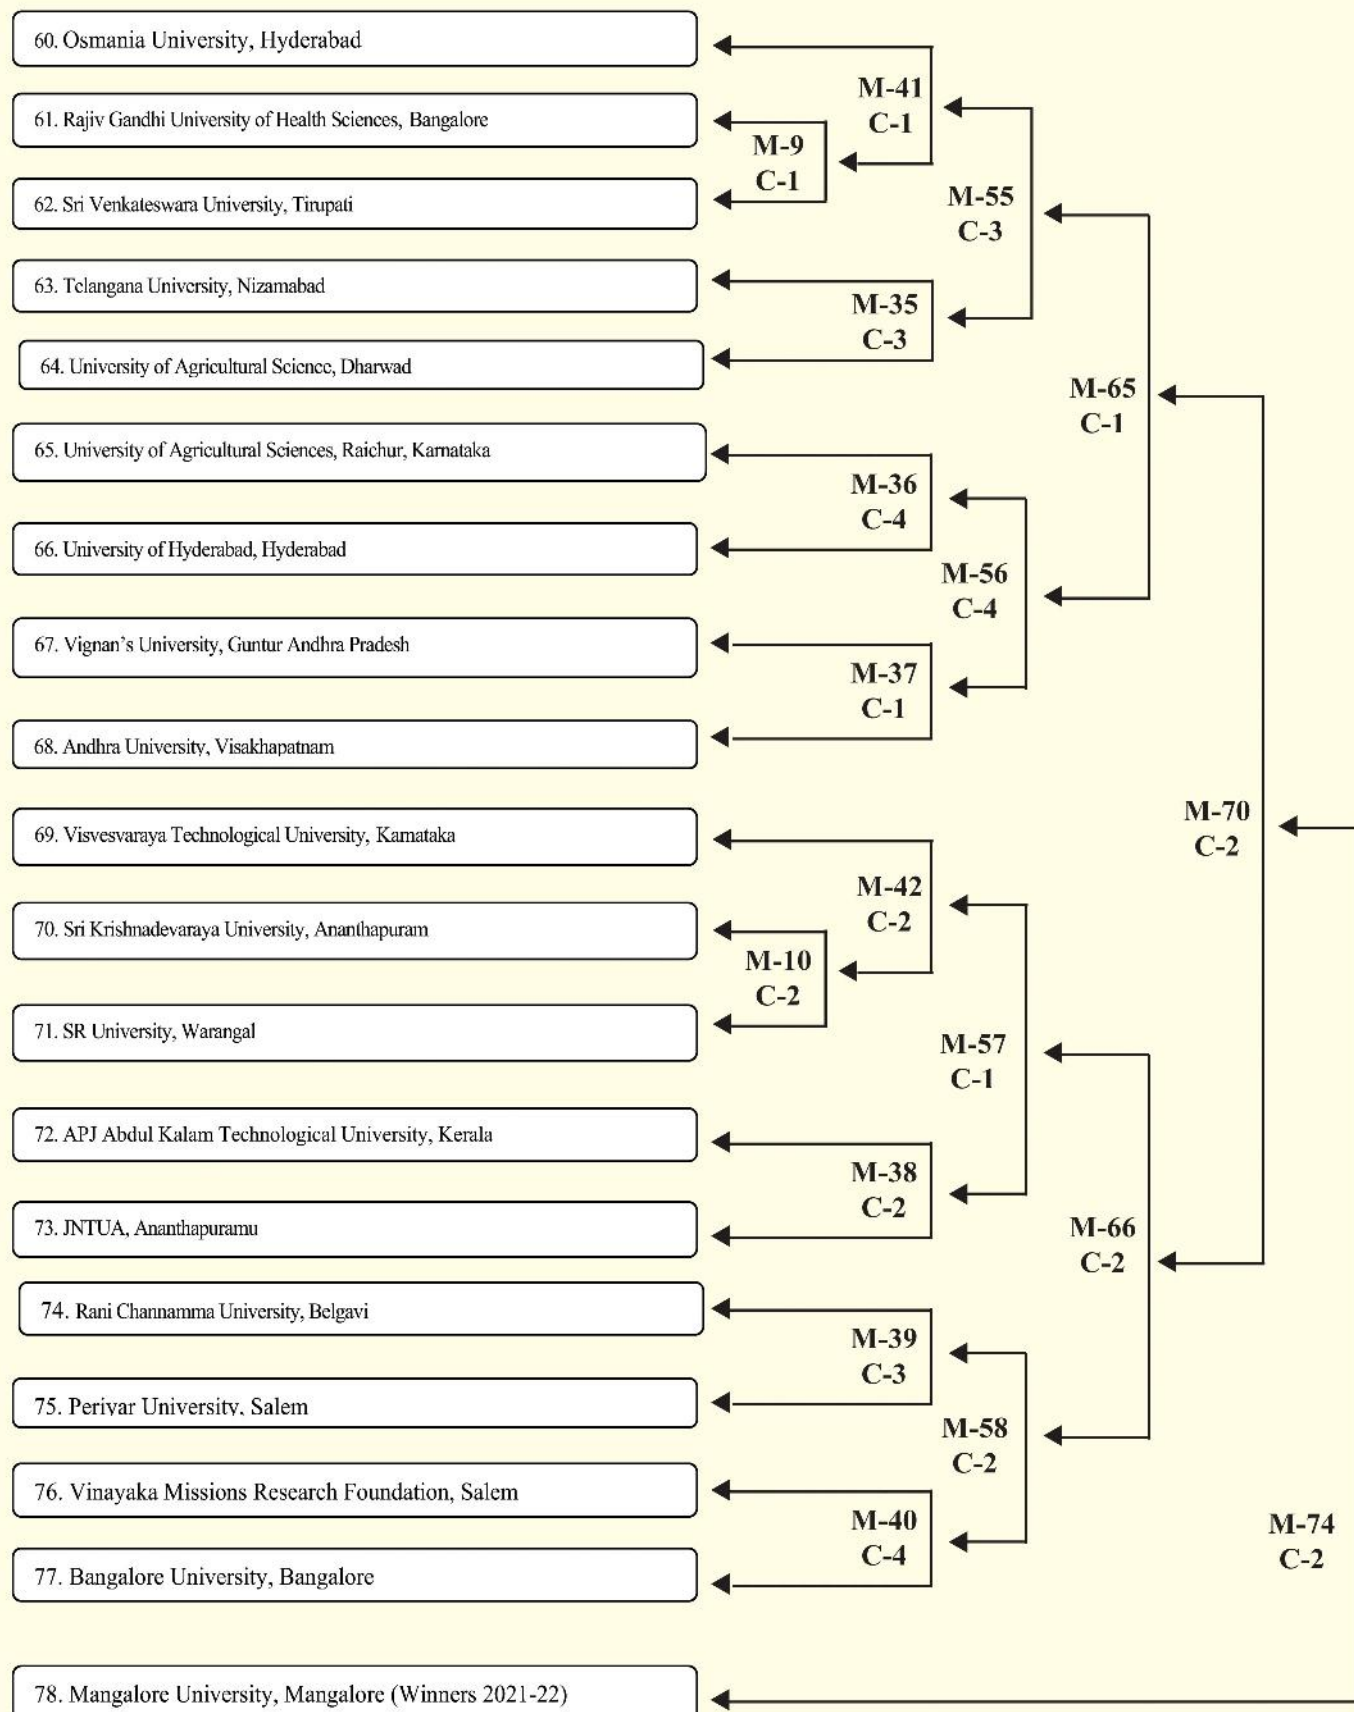 60. Osmania University, Hyderabad
M-41
C-1
61. Rajiv Gandhi University of Health Sciences, Bangalore
M-9
C-1
62. Sri Venkateswara University, Tirupati
M-55
C-3
63. Telangana University, Nizamabad
M-35
C-3
64. University of Agricultural Science, Dharwad
M-65
C-1
65. University of Agricultural Sciences, Raichur, Karnataka
M-36
C-4
66. University of Hyderabad, Hyderabad
M-56
C-4
67. Vignan's University, Guntur Andhra Pradesh
M-37
C-1
68. Andhra University, Visakhapatnam
M-70
C-2
69. Visvesvaraya Technological University, Karnataka
M-42
C-2
70. Sri Krishnadevaraya University, Ananthapuram
M-10
C-2
71. SR University, Warangal
M-57
C-1
72. APJ Abdul Kalam Technological University, Kerala
M-38
C-2
73. JNTUA, Ananthapuramu
M-66
C-2
74. Rani Channamma University, Belgavi
M-39
C-3
75. Periyar University, Salem
M-58
C-2
76. Vinayaka Missions Research Foundation, Salem
M-40
C-4
M-74
C-2
77. Bangalore University, Bangalore
78. Mangalore University, Mangalore (Winners 2021-22)